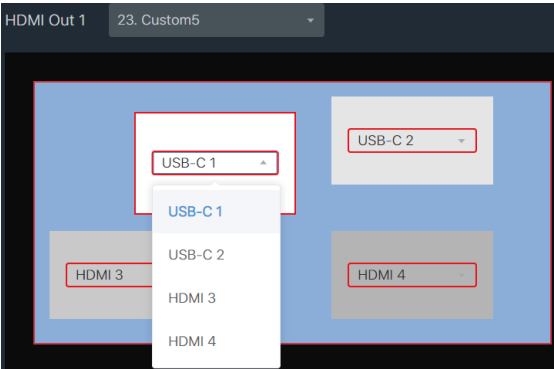 HDMI Out 1
23. Custom5
USB-C 1
USB-C 2
HDMI 3
HDMI 4
USB-C 1
USB-C 2
HDMI 3
HDMI 4